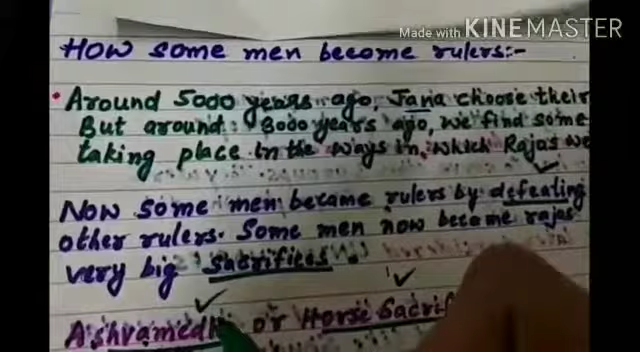 Made with KINEMASTER
How some men become rulers:-
• Around 5000 years ago, Jana choose their
But around 3000 years ago, we find some
taking place in the ways in which Rajas we
Now some men became rulers by defeating
other rulers. Some men now became rajas
very big sacrifices.
Ashvamedh or Horse Sacrif